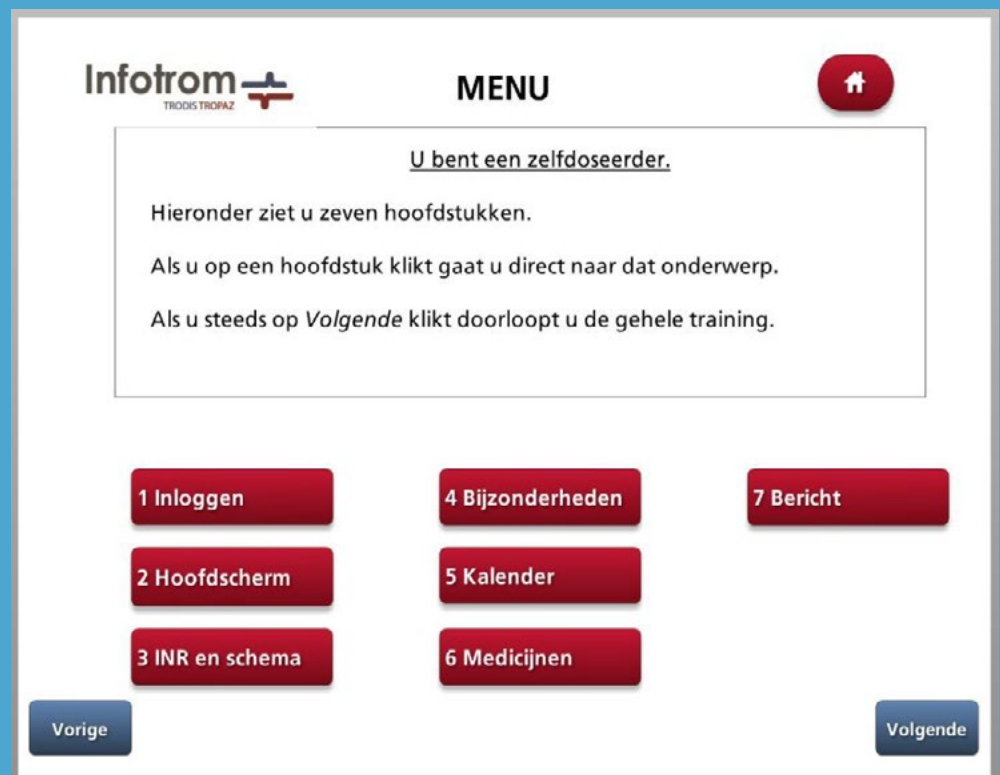 Infotrom
TRODIS TROPAZ
MENU
U bent een zelfdoseerder.
Hieronder ziet u zeven hoofdstukken.
Als u op een hoofdstuk klikt gaat u direct naar dat onderwerp.
Als u steeds op Volgende klikt doorloopt u de gehele training.
1 Inloggen
2 Hoofdscherm
3 INR en schema
4 Bijzonderheden
5 Kalender
6 Medicijnen
7 Bericht
Vorige
Volgende